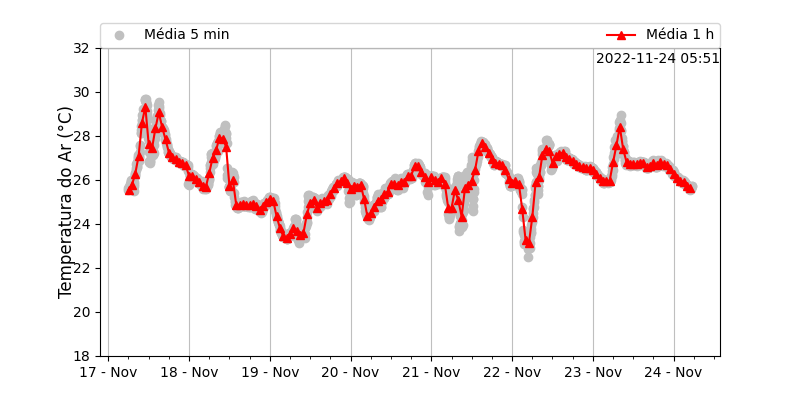 Média 5 min
Média 1 h
2022-11-24 05:51
Temperatura do Ar (°C)
32
30
28
26
24
22
20
18
17 - Nov
18 - Nov
19 - Nov
20 - Nov
21 - Nov
22 - Nov
23 - Nov
24 - Nov